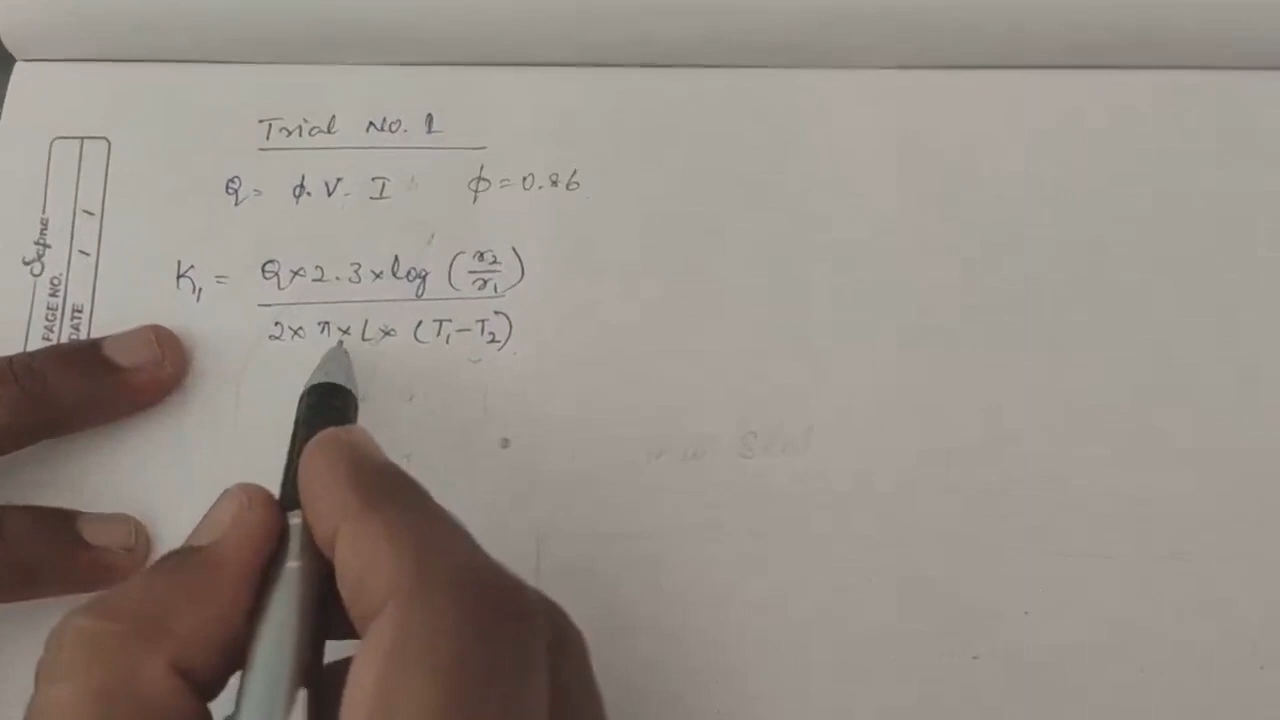 Trial No. 1
Q = ϕ. V. I ϕ = 0.86
K₁ = Q×2.3×log (r₂/r₁)
2× π× L× (T₁−T₂)
Sapna
PAGE NO.
DATE / /